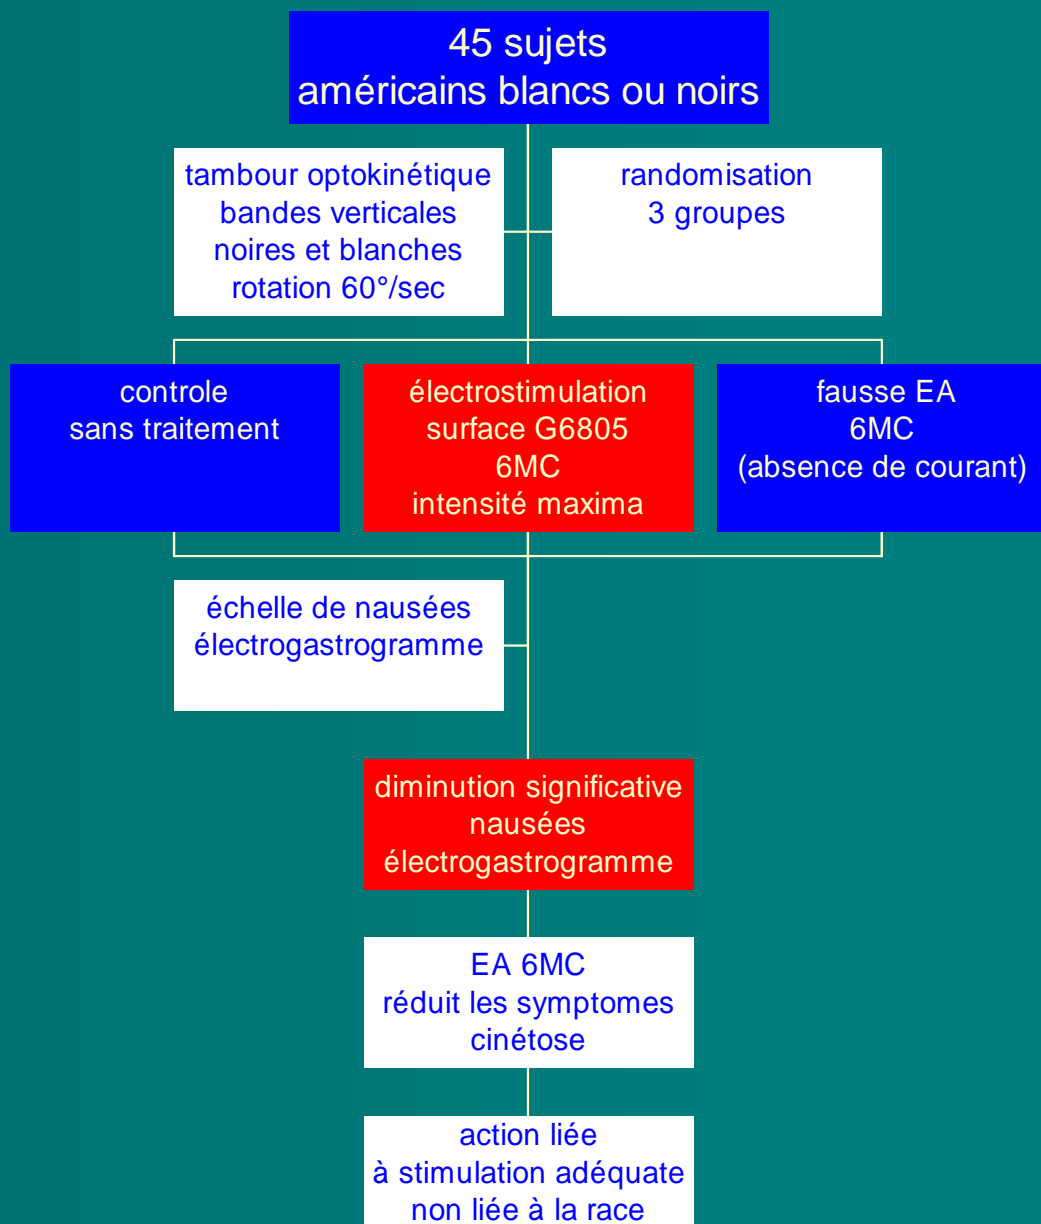 45 sujets
américains blancs ou noirs
tambour optokinétique
bandes verticales
noires et blanches
rotation 60°/sec
randomisation
3 groupes
controle
sans traitement
électrostimulation
surface G6805
6MC
intensité maxima
fausse EA
6MC
(absence de courant)
échelle de nausées
électrogastrogramme
diminution significative
nausées
électrogastrogramme
EA 6MC
réduit les symptomes
cinétose
action liée
à stimulation adéquate
non liée à la race